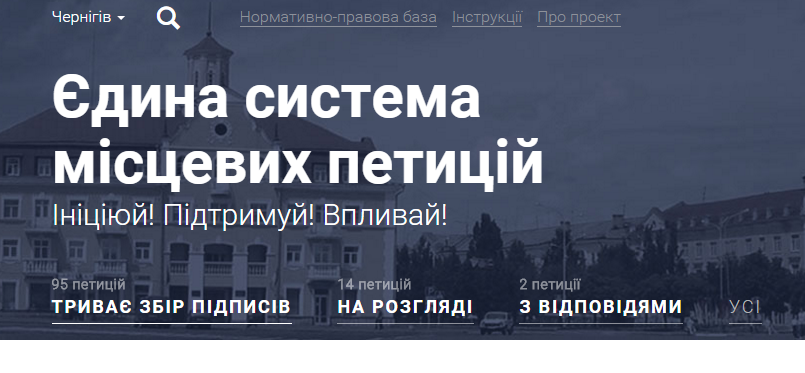 Чернігів
Нормативно-правова база Інструкції Про проект
Єдина система
місцевих петицій
Ініціюй! Підтримуй! Впливай!
95 петицій 14 петицій 2 петиції
ТРИВАЄ ЗБІР ПІДПИСІВ НА РОЗГЛЯДІ З ВІДПОВІДЯМИ УСІ